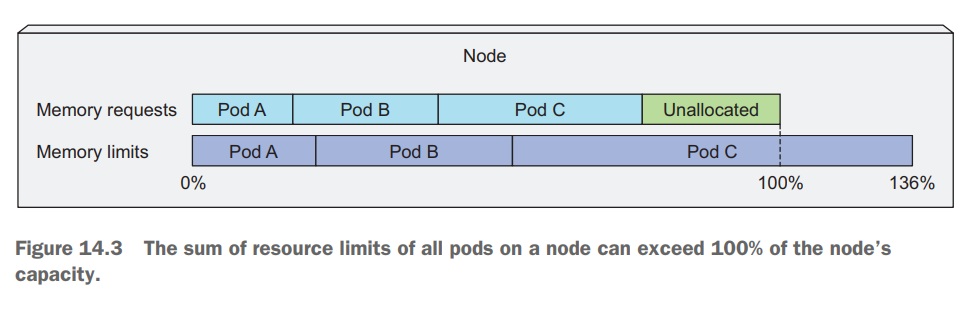 Node
Memory requests Pod A Pod B Pod C Unallocated
Memory limits Pod A Pod B Pod C
0% 100% 136%
Figure 14.3 The sum of resource limits of all pods on a node can exceed 100% of the node’s
capacity.